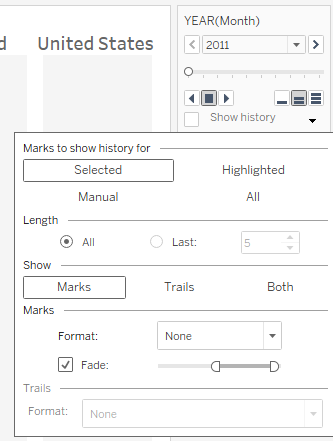 d United States
YEAR(Month)
2011
Show history
Marks to show history for
Selected Highlighted
Manual All
Length
All Last: 5
Show
Marks Trails Both
Marks
Format: None
Fade:
Trails
Format: None